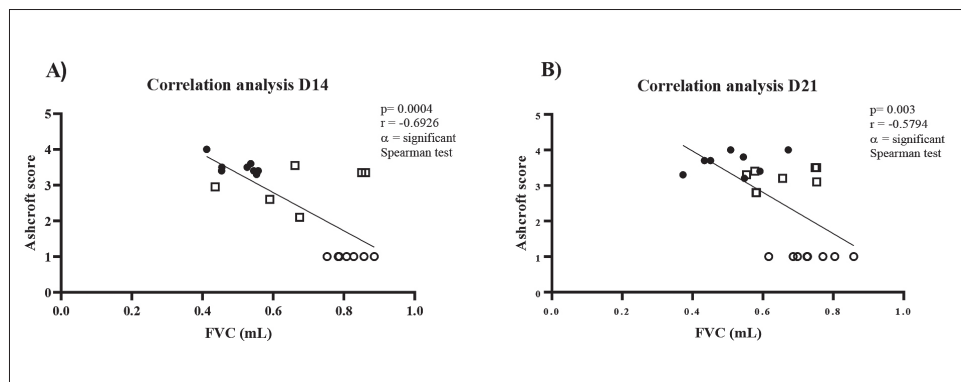 A)
Correlation analysis D14
p= 0.0004
r = -0.6926
α = significant
Spearman test
Ashcroft score
5
4
3
2
1
0
0.0 0.2 0.4 0.6 0.8 1.0
FVC (mL)
B)
Correlation analysis D21
p= 0.003
r = -0.5794
α = significant
Spearman test
Ashcroft score
5
4
3
2
1
0
0.0 0.2 0.4 0.6 0.8 1.0
FVC (mL)